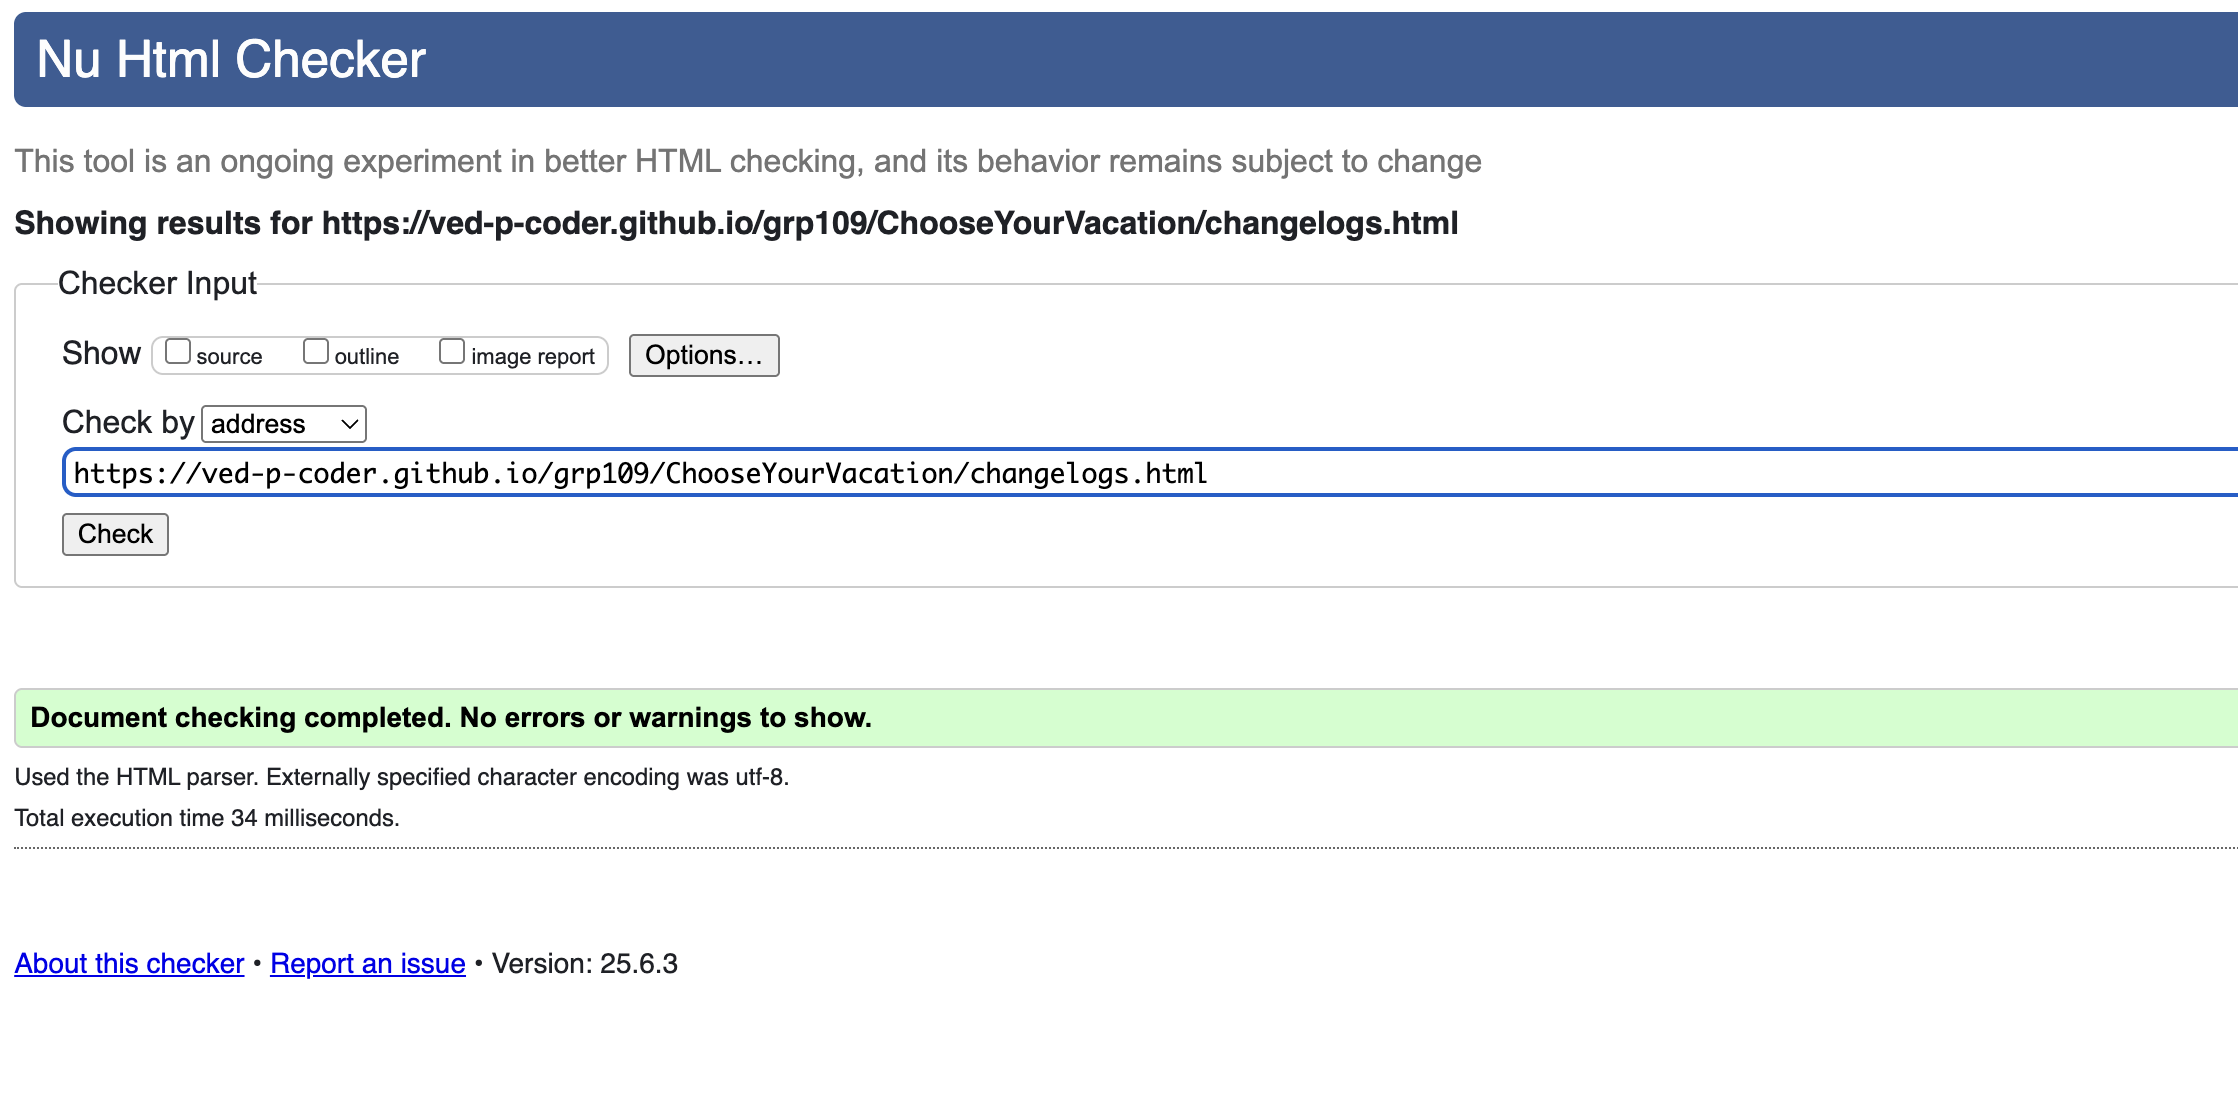 Nu Html Checker
This tool is an ongoing experiment in better HTML checking, and its behavior remains subject to change
Showing results for https://ved-p-coder.github.io/grp109/ChooseYourVacation/changelogs.html
Checker Input
Show source outline image report Options…
Check by address
https://ved-p-coder.github.io/grp109/ChooseYourVacation/changelogs.html
Check
Document checking completed. No errors or warnings to show.
Used the HTML parser. Externally specified character encoding was utf-8.
Total execution time 34 milliseconds.
About this checker • Report an issue • Version: 25.6.3